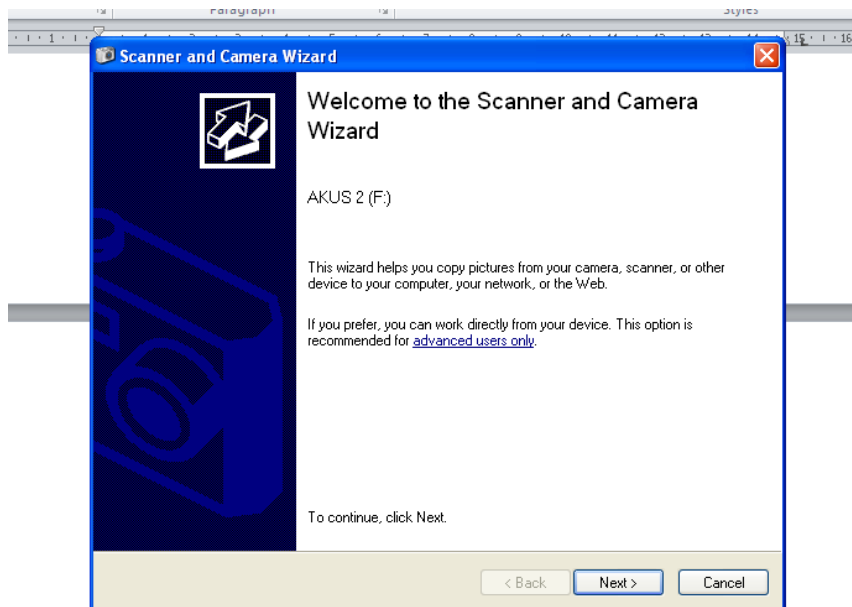 Paragraph
Styles
Scanner and Camera Wizard
Welcome to the Scanner and Camera
Wizard
AKUS 2 (F:)
This wizard helps you copy pictures from your camera, scanner, or other
device to your computer, your network, or the Web.
If you prefer, you can work directly from your device. This option is
recommended for advanced users only.
To continue, click Next.
< Back Next > Cancel